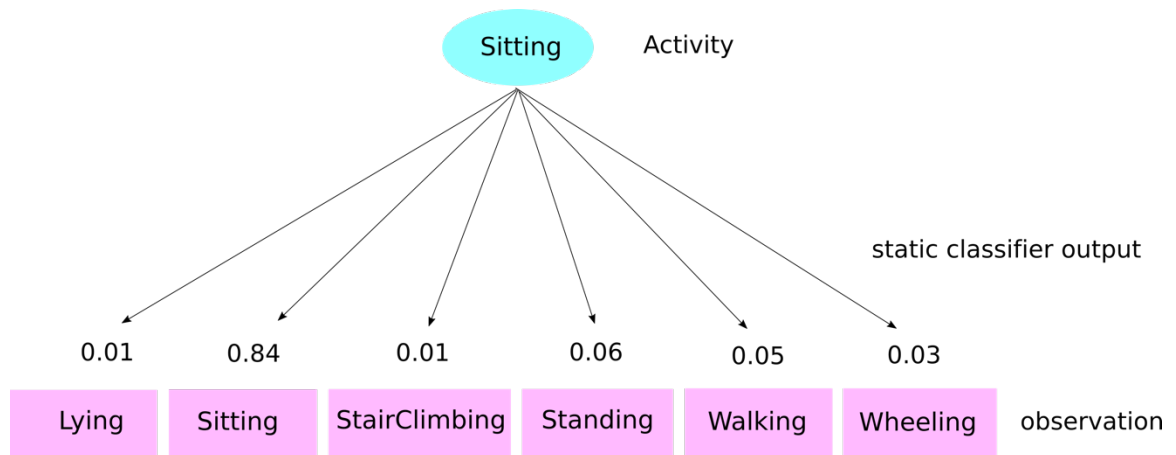 Sitting
Activity
static classifier output
0.01 0.84 0.01 0.06 0.05 0.03
Lying Sitting StairClimbing Standing Walking Wheeling observation